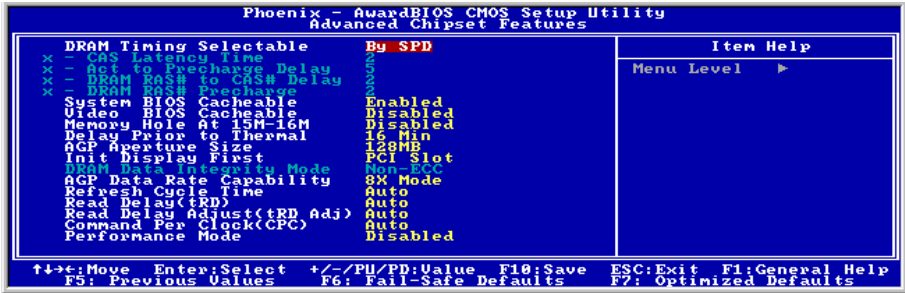 Phoenix - AwardBIOS CMOS Setup Utility
Advanced Chipset Features
DRAM Timing Selectable By SPD
x - CAS Latency Time 2
x - Act to Precharge Delay 5
x - DRAM RAS# to CAS# Delay 2
x - DRAM RAS# Precharge 2
System BIOS Cacheable Enabled
Video BIOS Cacheable Disabled
Memory Hole At 15M-16M Disabled
Delay Prior to Thermal 16 Min
AGP Aperture Size 128MB
Init Display First PCI Slot
DRAM Data Integrity Mode Non-ECC
AGP Data Rate Capability 8X Mode
Refresh Cycle Time Auto
Read Delay(tRD) Auto
Read Delay Adjust(tRD Adj) Auto
Command Per Clock(CPC) Auto
Performance Mode Disabled
Item Help
Menu Level ►
↑↓→←:Move Enter:Select +/-/PU/PD:Value F10:Save ESC:Exit F1:General Help
F5: Previous Values F6: Fail-Safe Defaults F7: Optimized Defaults